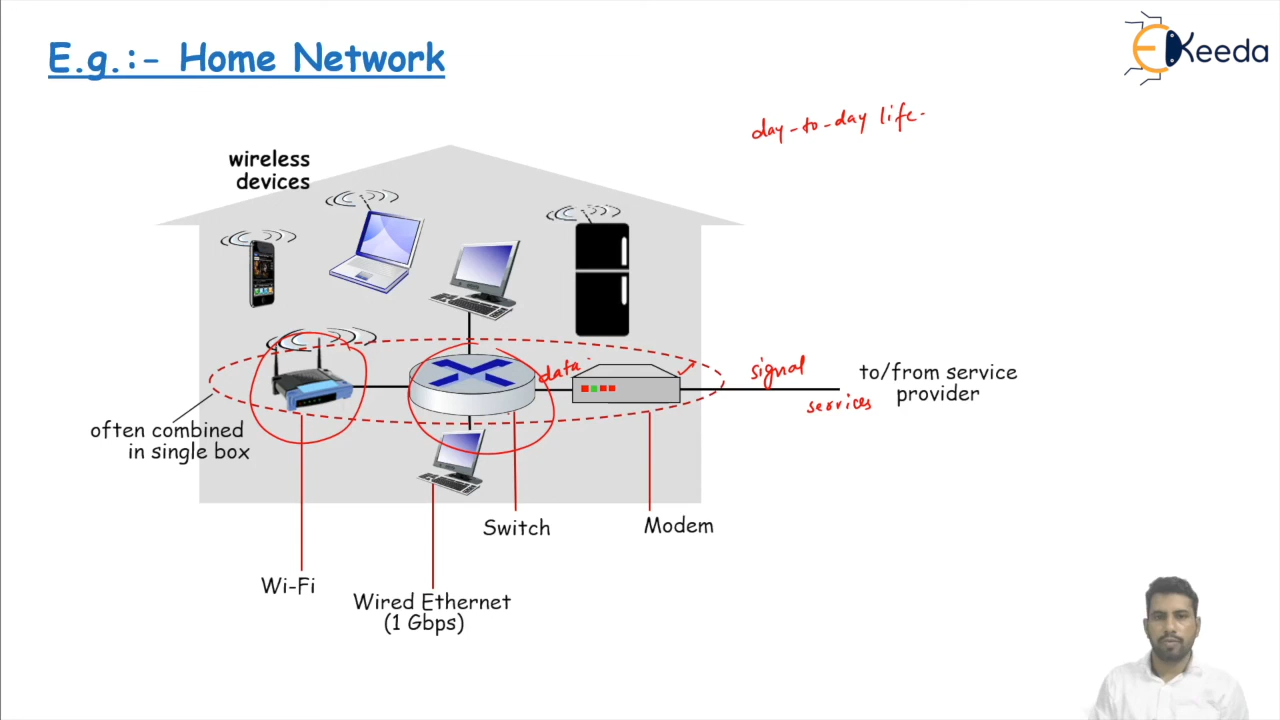 E.g.:- Home Network
EKeeda
day-to-day life.
wireless
devices
data
signal
services
to/from service
provider
often combined
in single box
Switch
Modem
Wi-Fi
Wired Ethernet
(1 Gbps)